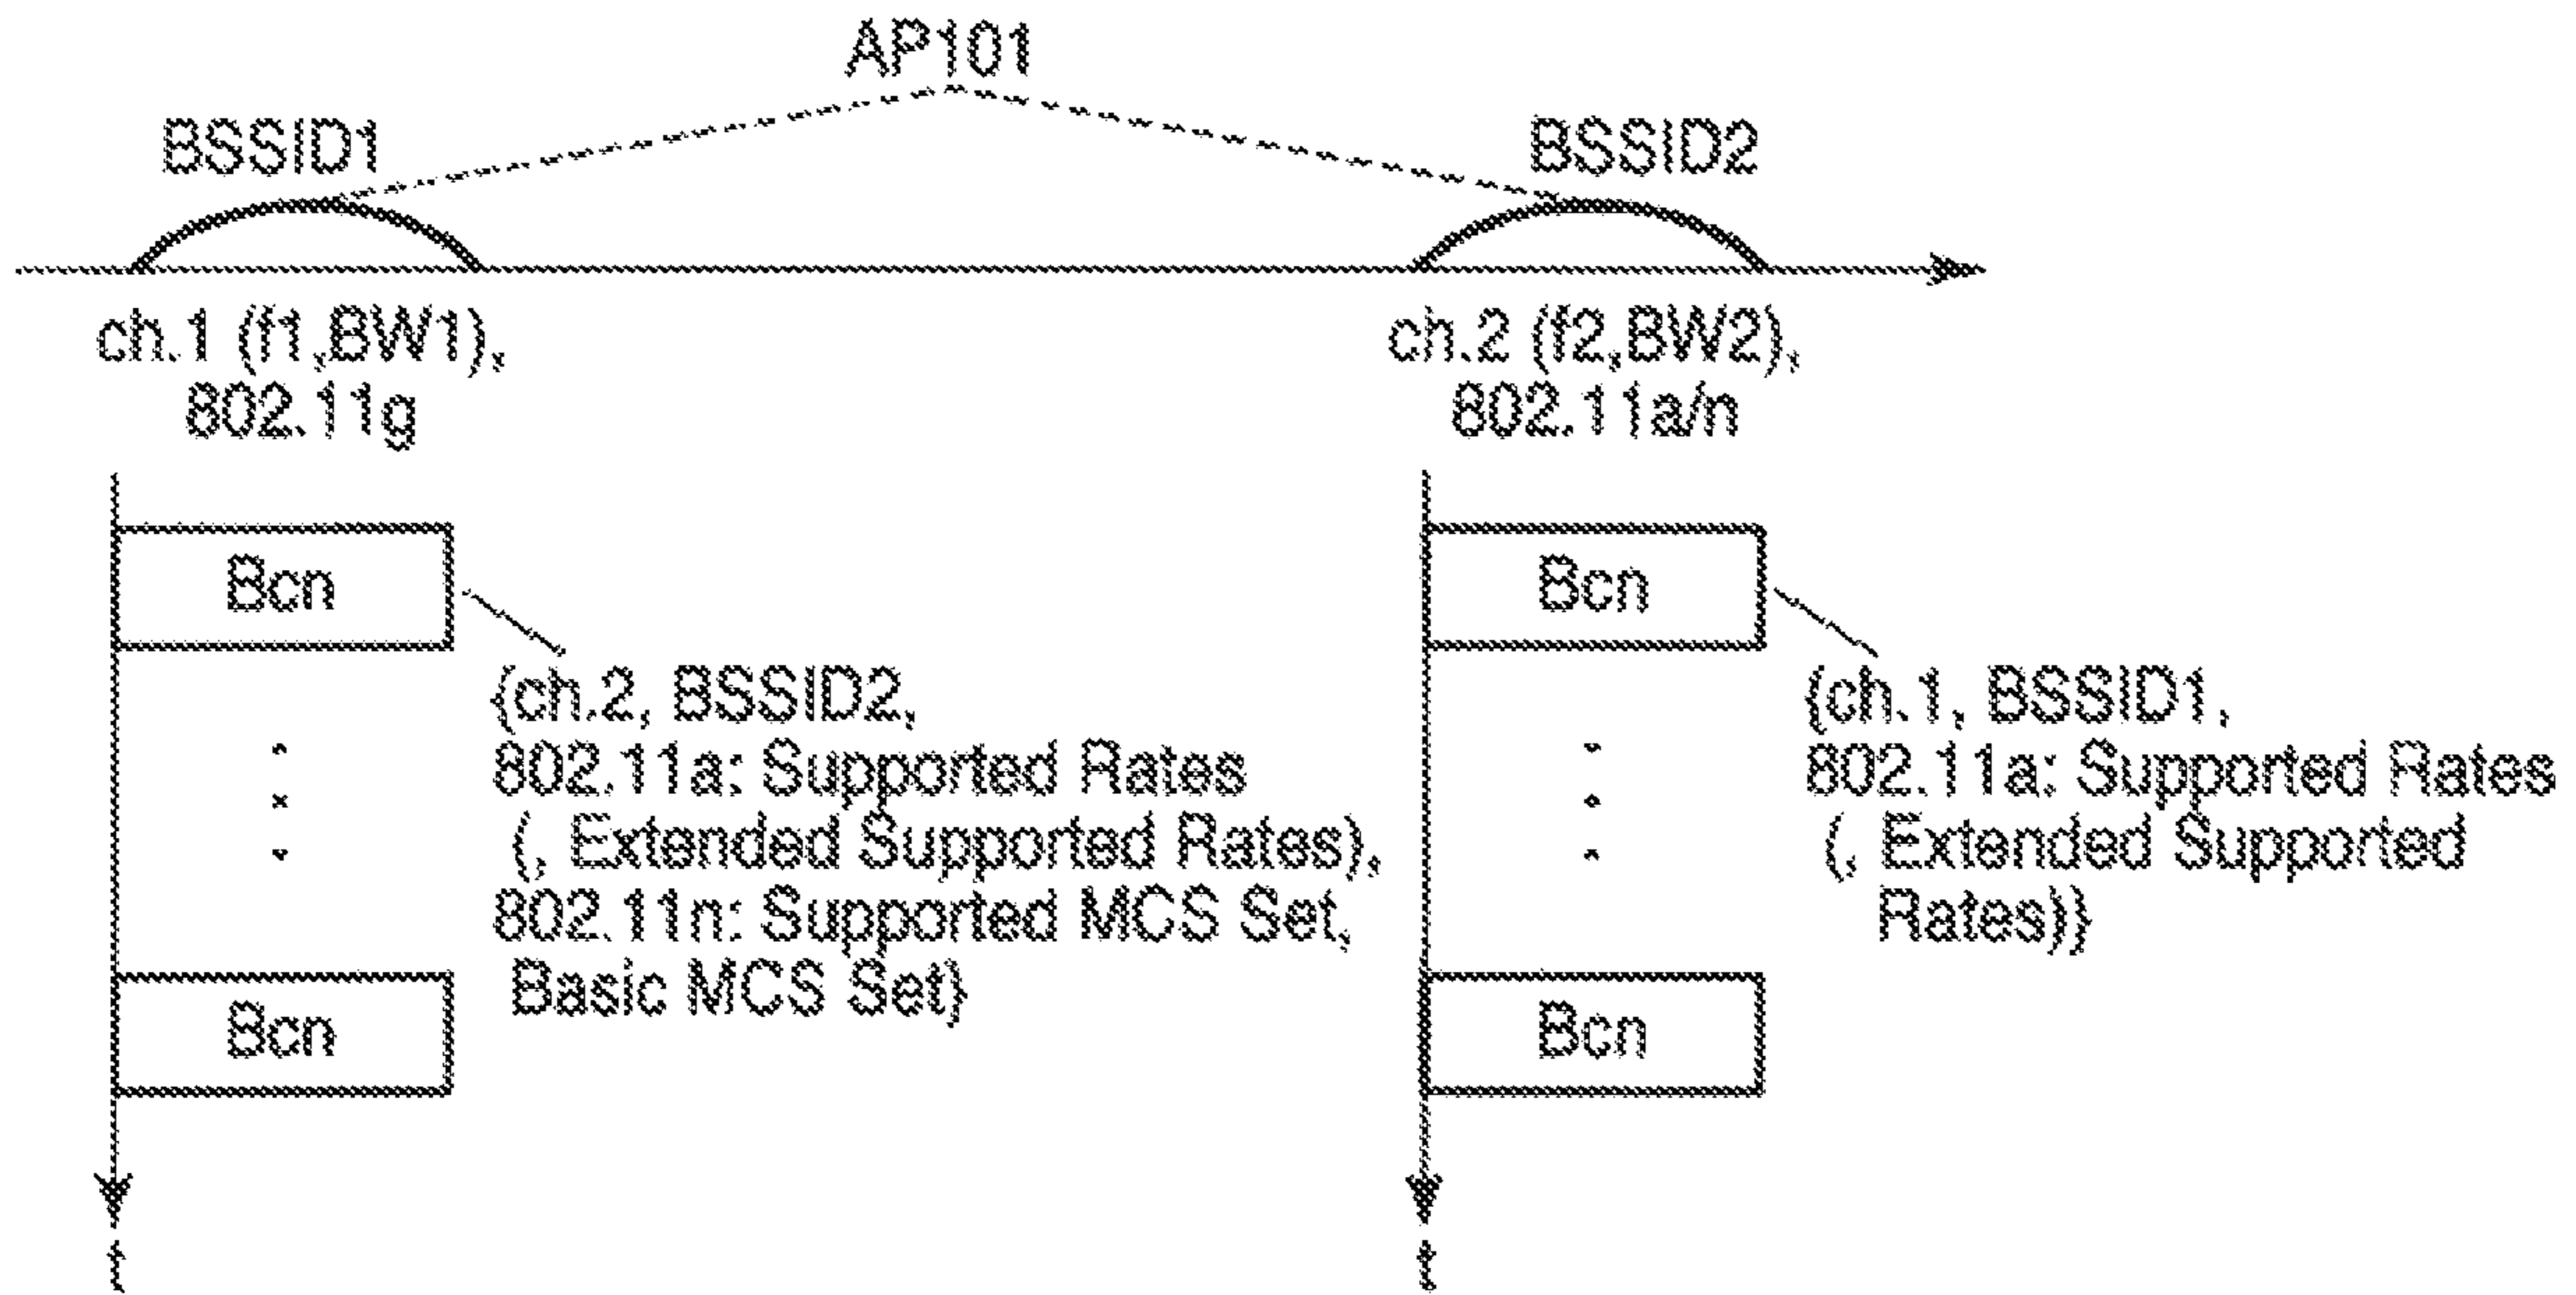 AP101
BSSID1
BSSID2
ch.1 (f1,BW1),
802.11g
ch.2 (f2,BW2),
802.11a/n
Bcn
{ch.2, BSSID2,
802.11a: Supported Rates
(, Extended Supported Rates),
802.11n: Supported MCS Set,
Basic MCS Set}
Bcn
t
Bcn
{ch.1, BSSID1,
802.11a: Supported Rates
(, Extended Supported
Rates)}
Bcn
t